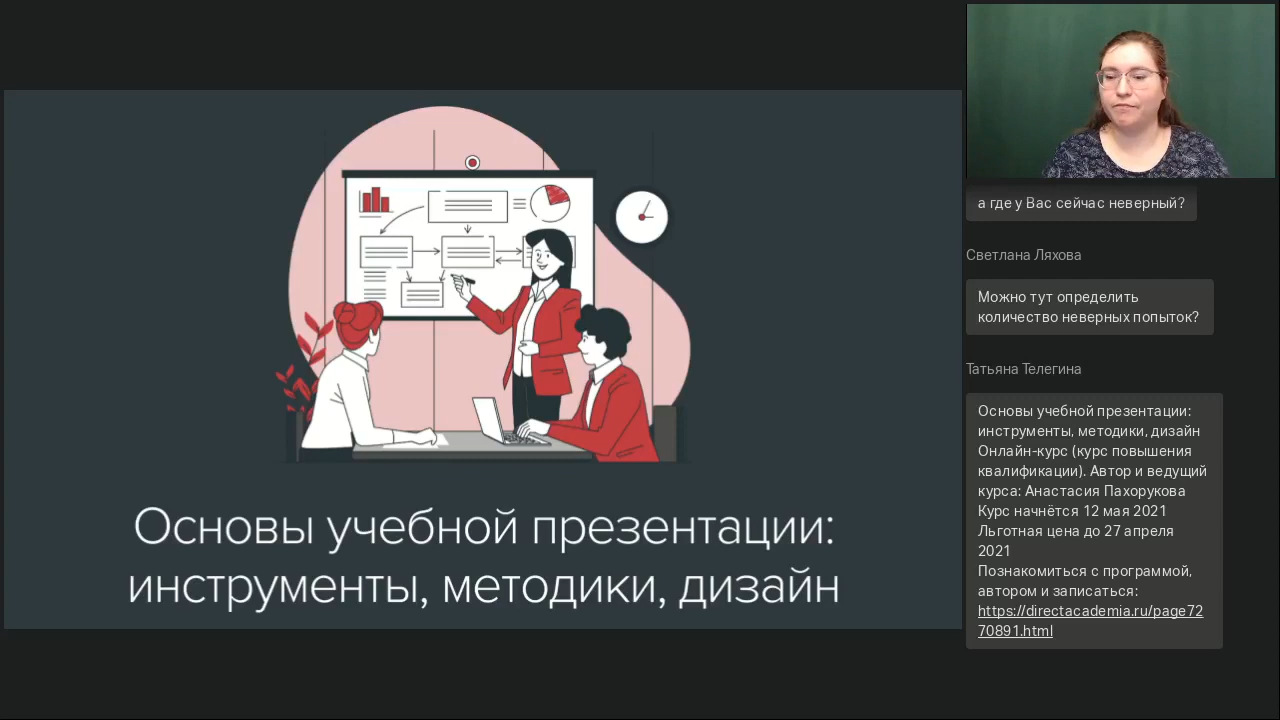 Основы учебной презентации:
инструменты, методики, дизайн
а где у Вас сейчас неверный?
Светлана Ляхова
Можно тут определить
количество неверных попыток?
Татьяна Телегина
Основы учебной презентации:
инструменты, методики, дизайн
Онлайн-курс (курс повышения
квалификации). Автор и ведущий
курса: Анастасия Пахорукова
Курс начнётся 12 мая 2021
Льготная цена до 27 апреля
2021
Познакомиться с программой,
автором и записаться:
https://directacademia.ru/page72
70891.html